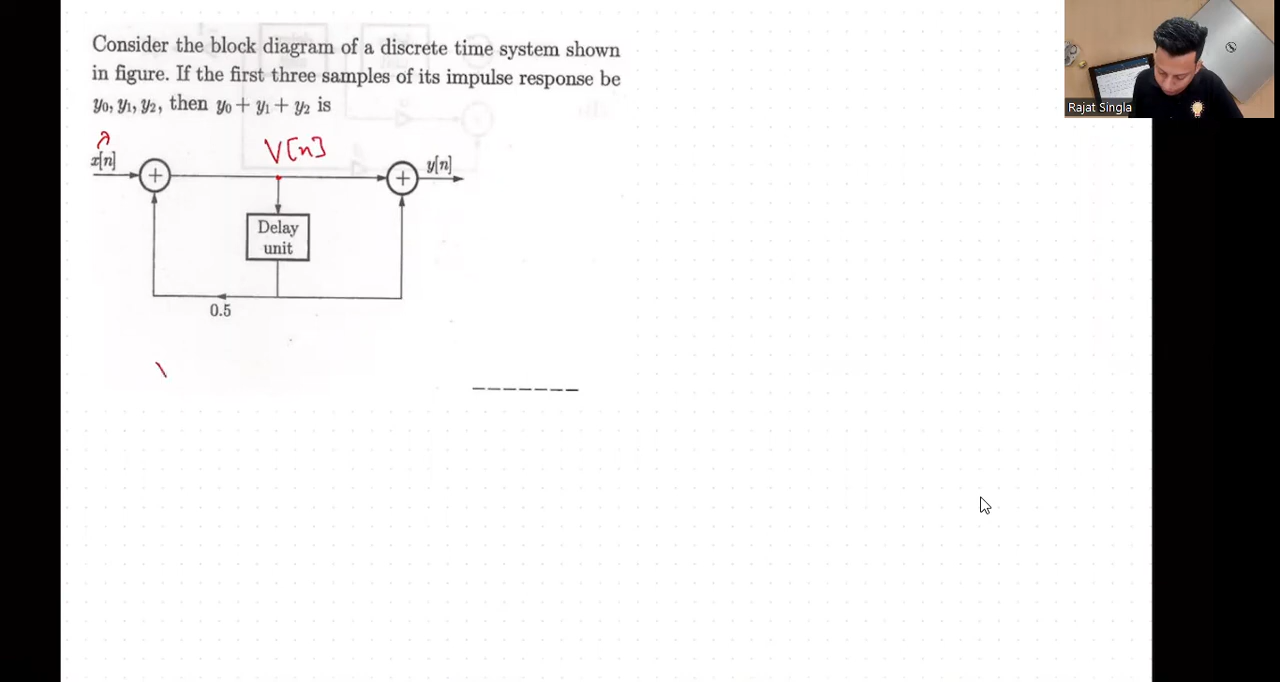 Consider the block diagram of a discrete time system shown
in figure. If the first three samples of its impulse response be
y₀, y₁, y₂, then y₀ + y₁ + y₂ is
x[n]
V[n]
y[n]
Delay
unit
0.5
Rajat Singla